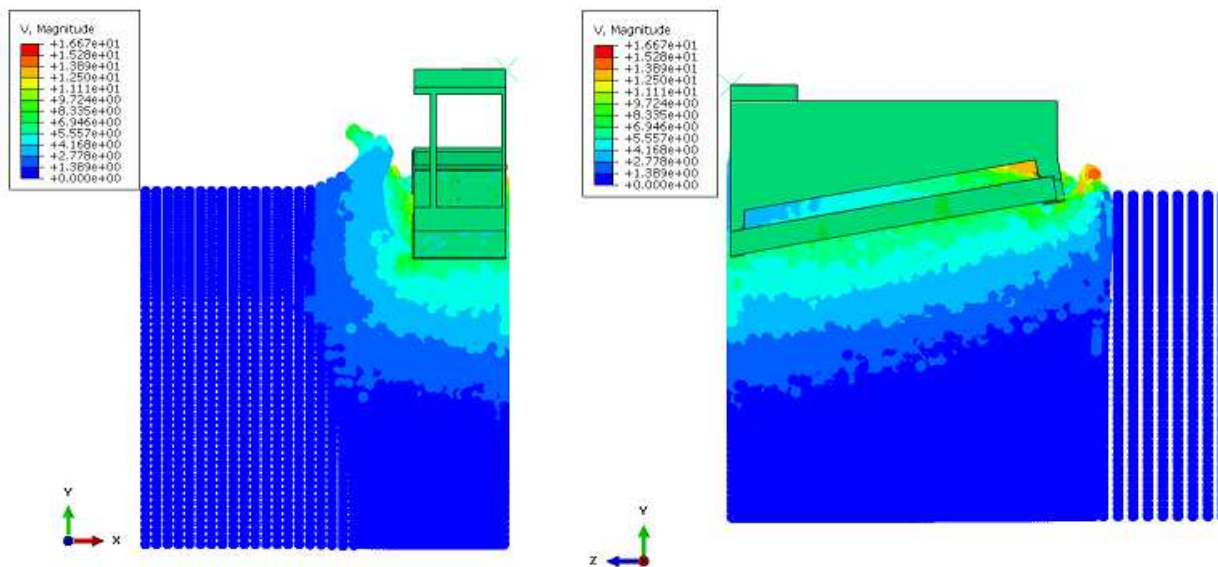 V, Magnitude
+1.667e+01
+1.528e+01
+1.389e+01
+1.250e+01
+1.111e+01
+9.724e+00
+8.335e+00
+6.946e+00
+5.557e+00
+4.168e+00
+2.778e+00
+1.389e+00
+0.000e+00
Y
X
V, Magnitude
+1.667e+01
+1.528e+01
+1.389e+01
+1.250e+01
+1.111e+01
+9.724e+00
+8.335e+00
+6.946e+00
+5.557e+00
+4.168e+00
+2.778e+00
+1.389e+00
+0.000e+00
Y
Z